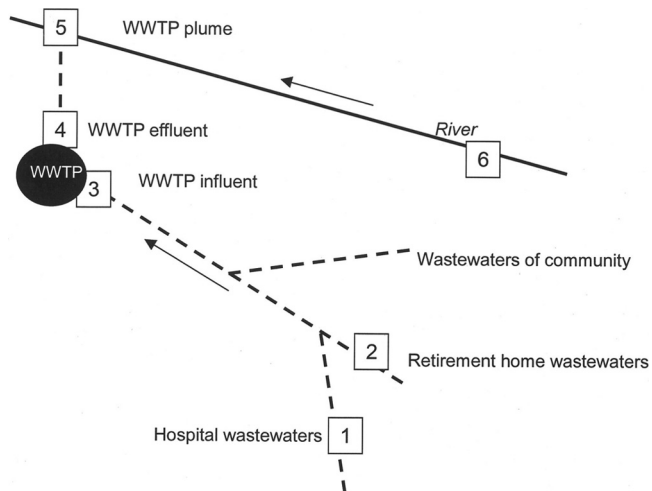 5 WWTP plume
River
6
4 WWTP effluent
WWTP
3 WWTP influent
Wastewaters of community
2 Retirement home wastewaters
Hospital wastewaters 1